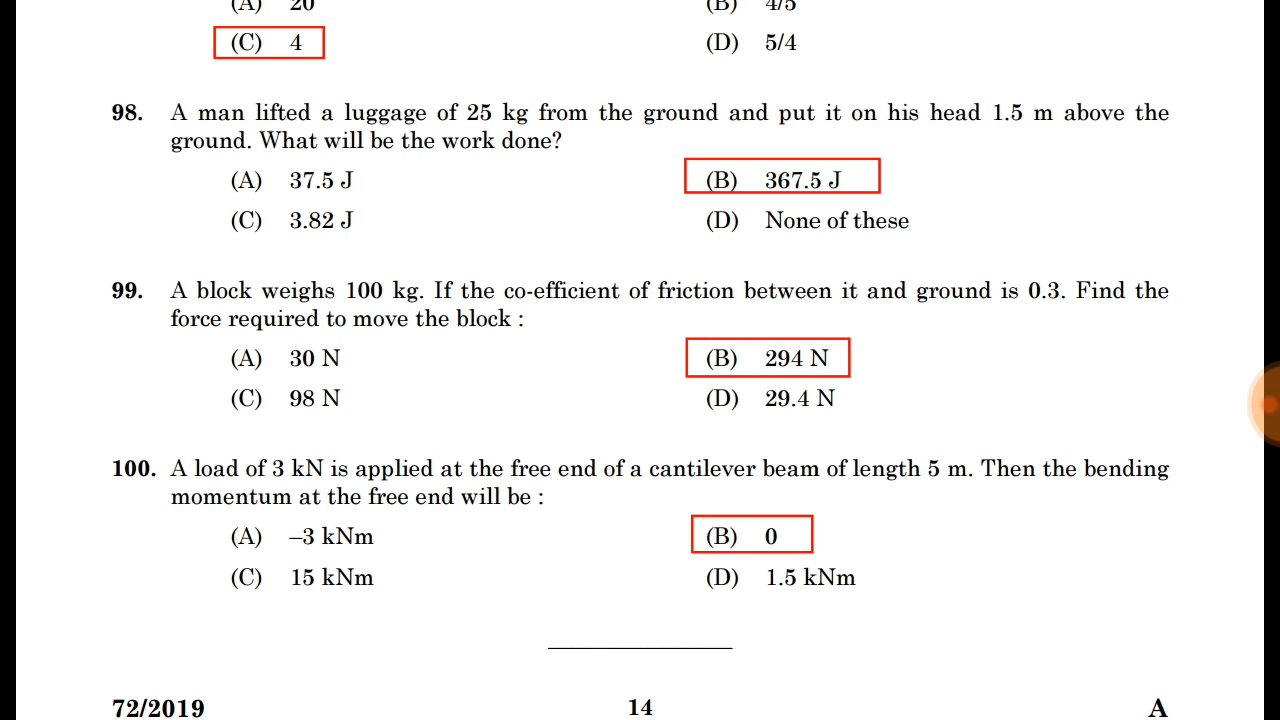 (A) 20 (B) 4/5
(C) 4 (D) 5/4
98. A man lifted a luggage of 25 kg from the ground and put it on his head 1.5 m above the
ground. What will be the work done?
(A) 37.5 J (B) 367.5 J
(C) 3.82 J (D) None of these
99. A block weighs 100 kg. If the co-efficient of friction between it and ground is 0.3. Find the
force required to move the block :
(A) 30 N (B) 294 N
(C) 98 N (D) 29.4 N
100. A load of 3 kN is applied at the free end of a cantilever beam of length 5 m. Then the bending
momentum at the free end will be :
(A) –3 kNm (B) 0
(C) 15 kNm (D) 1.5 kNm
72/2019 14 A